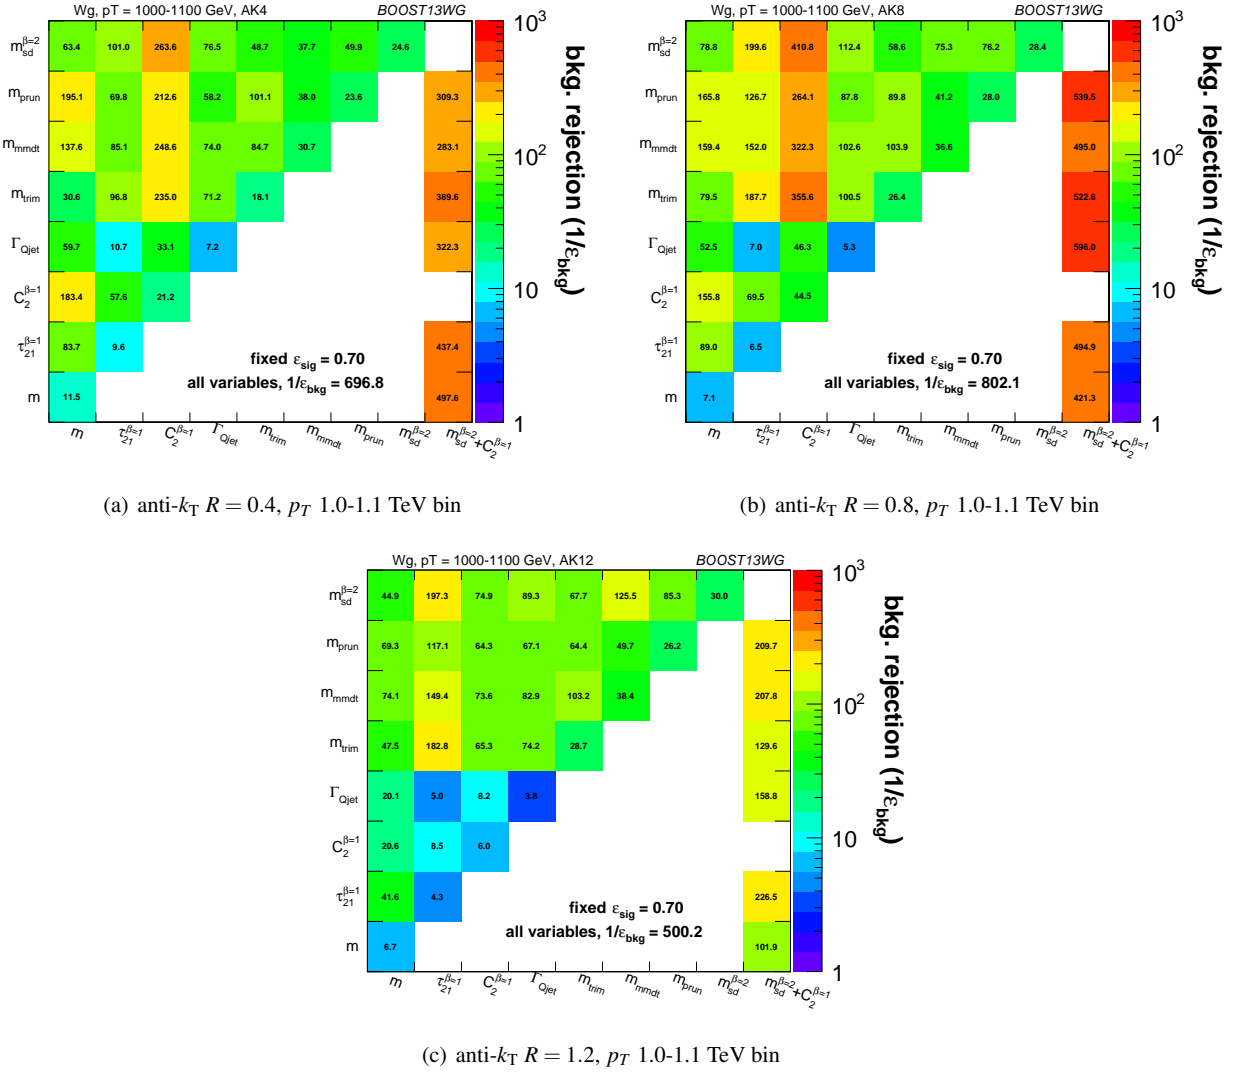 Wg, pT = 1000-1100 GeV, AK4 BOOST13WG
m_sd^β=2 63.4 101.0 263.6 76.5 48.7 37.7 49.9 24.6
m_prun 195.1 69.8 212.6 58.2 101.1 38.0 23.6 309.3
m_mmdt 137.6 85.1 248.6 74.0 84.7 30.7 283.1
m_trim 30.6 96.8 235.0 71.2 18.1 389.6
Γ_Qjet 59.7 10.7 33.1 7.2 322.3
C_2^β=1 183.4 57.6 21.2
τ_21^β=1 83.7 9.6 437.4
m 11.5 497.6
fixed ε_sig = 0.70
all variables, 1/ε_bkg = 696.8
m τ_21^β=1 C_2^β=1 Γ_Qjet m_trim m_mmdt m_prun m_sd^β=2 m_sd^β=2+C_2^β=1
10^3
10^2
10
1
bkg. rejection (1/ε_bkg)
(a) anti-k_T R = 0.4, p_T 1.0-1.1 TeV bin
Wg, pT = 1000-1100 GeV, AK8 BOOST13WG
m_sd^β=2 78.8 199.6 410.8 112.4 58.6 75.3 76.2 28.4
m_prun 165.8 126.7 264.1 87.8 89.8 41.2 28.0 539.5
m_mmdt 159.4 152.0 322.3 102.6 103.9 36.6 495.0
m_trim 79.5 187.7 355.6 100.5 26.4 522.6
Γ_Qjet 52.5 7.0 46.3 5.3 596.0
C_2^β=1 155.8 69.5 44.5
τ_21^β=1 89.0 6.5 494.9
m 7.1 421.3
fixed ε_sig = 0.70
all variables, 1/ε_bkg = 802.1
m τ_21^β=1 C_2^β=1 Γ_Qjet m_trim m_mmdt m_prun m_sd^β=2 m_sd^β=2+C_2^β=1
10^3
10^2
10
1
bkg. rejection (1/ε_bkg)
(b) anti-k_T R = 0.8, p_T 1.0-1.1 TeV bin
Wg, pT = 1000-1100 GeV, AK12 BOOST13WG
m_sd^β=2 44.9 197.3 74.9 89.3 67.7 125.5 85.3 30.0
m_prun 69.3 117.1 64.3 67.1 64.4 49.7 26.2 209.7
m_mmdt 74.1 149.4 73.6 82.9 103.2 38.4 207.8
m_trim 47.5 182.8 65.3 74.2 28.7 129.6
Γ_Qjet 20.1 5.0 8.2 3.8 158.8
C_2^β=1 20.6 8.5 6.0
τ_21^β=1 41.6 4.3 226.5
m 6.7 101.9
fixed ε_sig = 0.70
all variables, 1/ε_bkg = 500.2
m τ_21^β=1 C_2^β=1 Γ_Qjet m_trim m_mmdt m_prun m_sd^β=2 m_sd^β=2+C_2^β=1
10^3
10^2
10
1
bkg. rejection (1/ε_bkg)
(c) anti-k_T R = 1.2, p_T 1.0-1.1 TeV bin